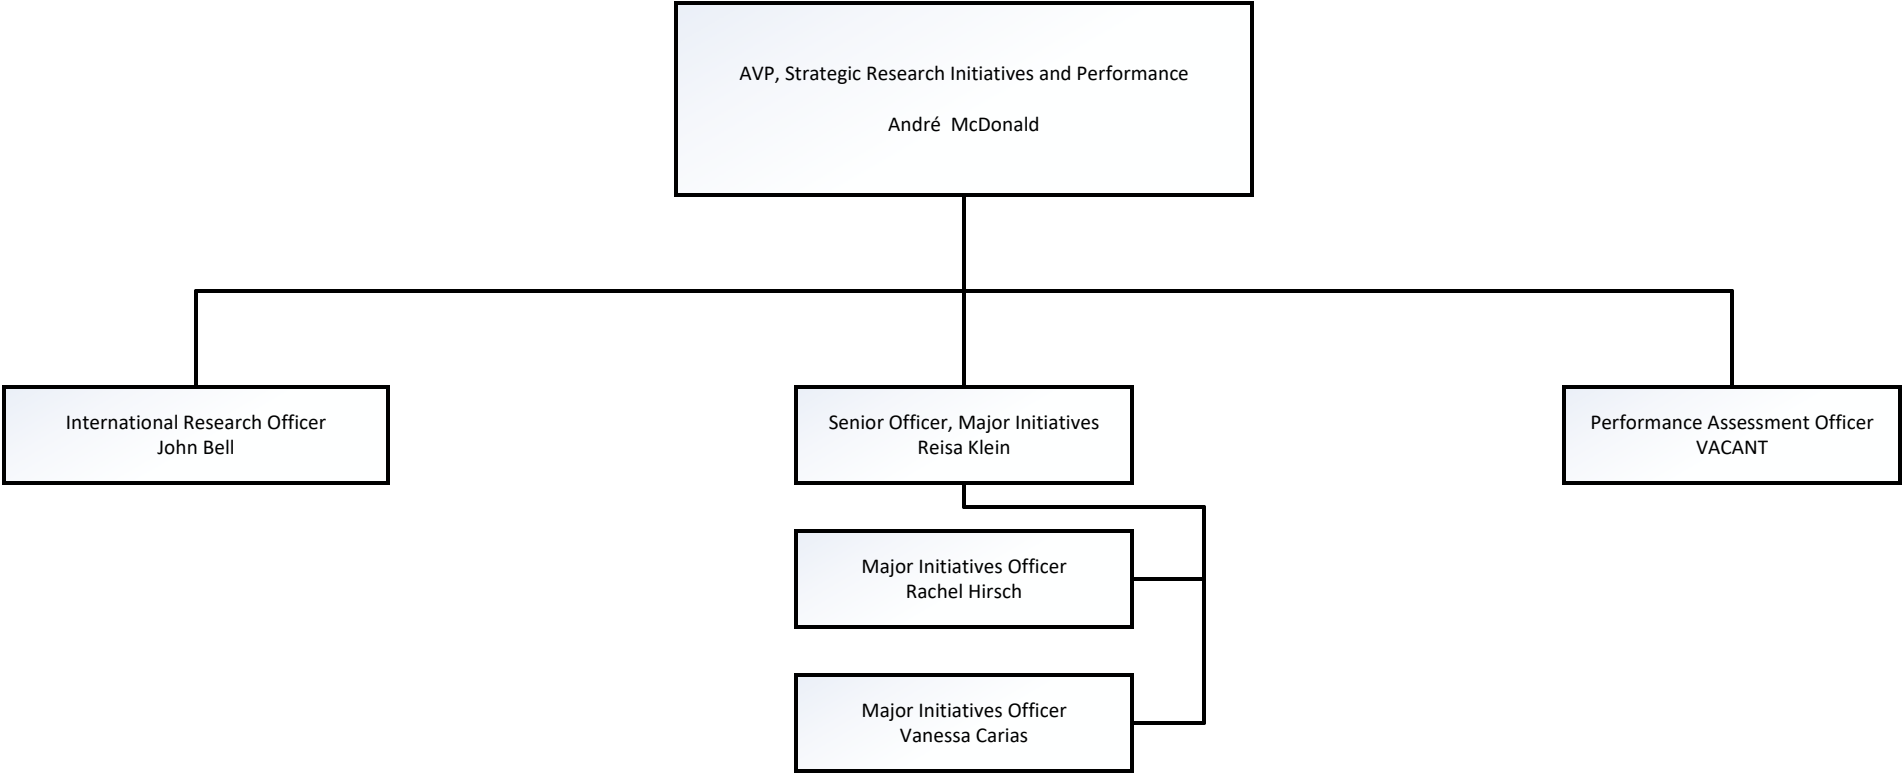 AVP, Strategic Research Initiatives and Performance
André  McDonald
International Research Officer
John Bell
Senior Officer, Major Initiatives
Reisa Klein
Performance Assessment Officer
VACANT
Major Initiatives Officer
Rachel Hirsch
Major Initiatives Officer
Vanessa Carias